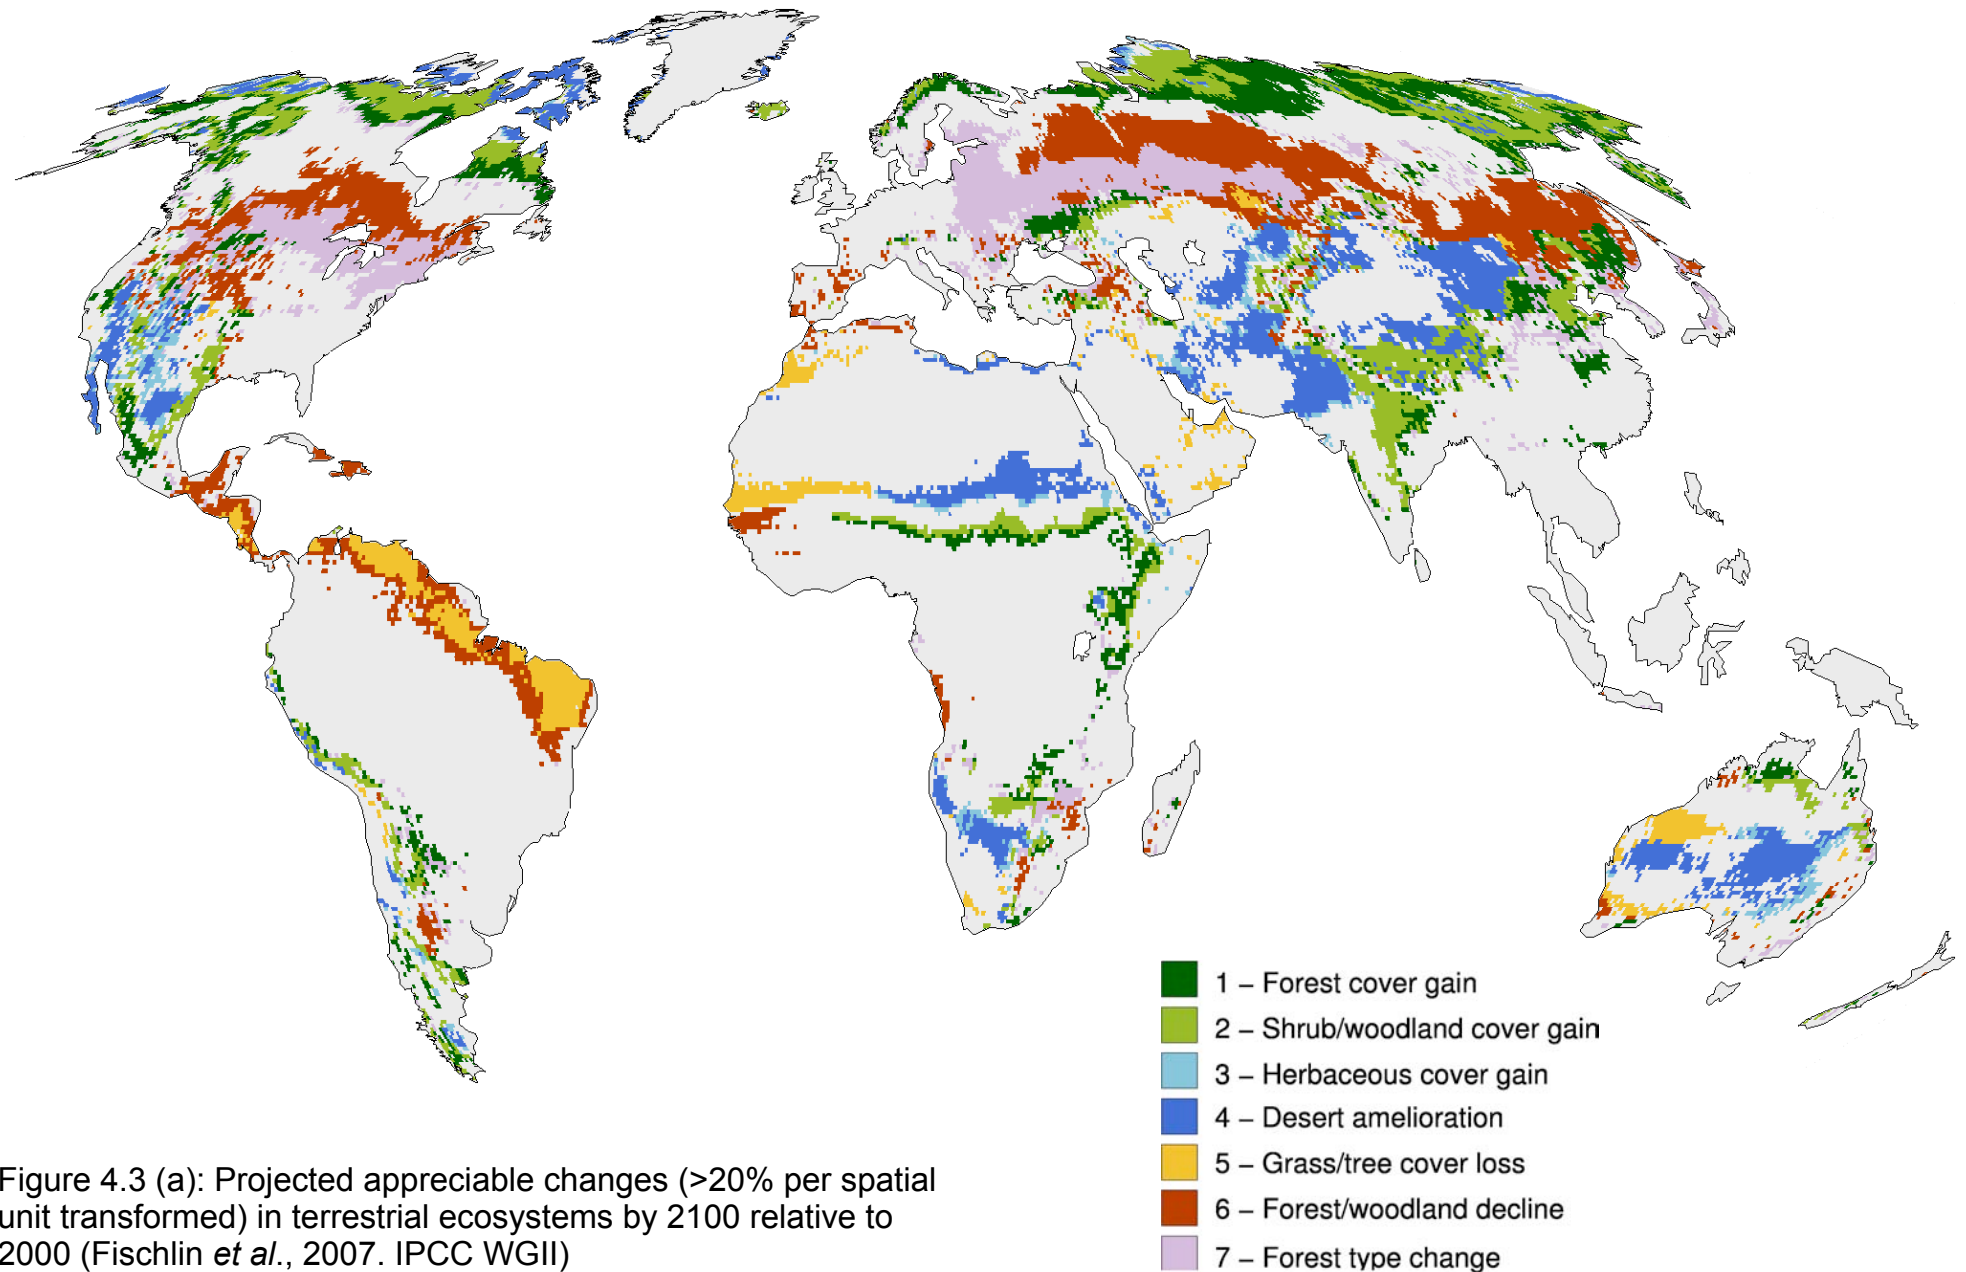 1 – Forest cover gain
2 – Shrub/woodland cover gain
3 – Herbaceous cover gain
4 – Desert amelioration
5 – Grass/tree cover loss
6 – Forest/woodland decline
7 – Forest type change
Figure 4.3 (a): Projected appreciable changes (>20% per spatial
unit transformed) in terrestrial ecosystems by 2100 relative to
2000 (Fischlin et al., 2007. IPCC WGII)